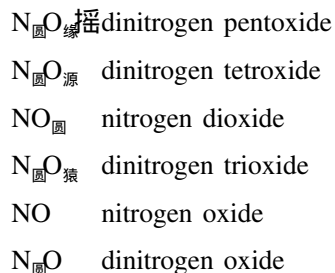 N圆O缘摇dinitrogen pentoxide
N圆O源 dinitrogen tetroxide
NO圆 nitrogen dioxide
N圆O猿 dinitrogen trioxide
NO nitrogen oxide
N圆O dinitrogen oxide